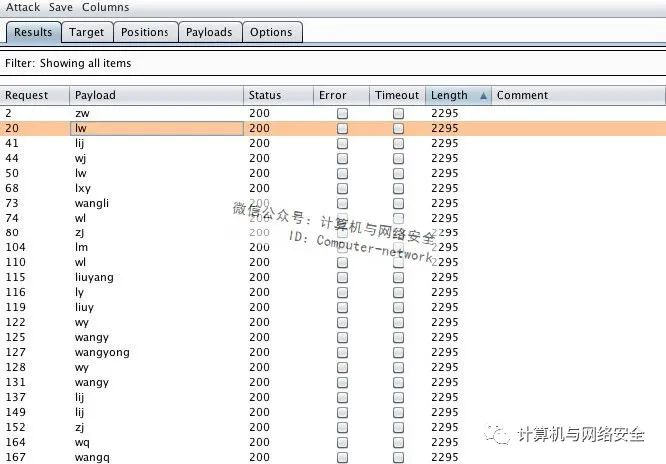 Attack Save Columns
Results Target Positions Payloads Options
Filter: Showing all items
Request Payload Status Error Timeout Length Comment
2 zw 200 2295
20 lw 200 2295
41 lij 200 2295
44 wj 200 2295
50 lw 200 2295
68 lxy 200 2295
73 wangli 200 2295
74 wl 200 2295
80 zj 200 2295
104 lm 200 2295
110 wl 200 2295
115 liuyang 200 2295
116 ly 200 2295
119 liuy 200 2295
122 wy 200 2295
125 wangy 200 2295
127 wangyong 200 2295
128 wy 200 2295
131 wangy 200 2295
137 lij 200 2295
149 lij 200 2295
152 zj 200 2295
164 wq 200 2295
167 wangq 200 2295
微信公众号：计算机与网络安全
ID：Computer-network
计算机与网络安全